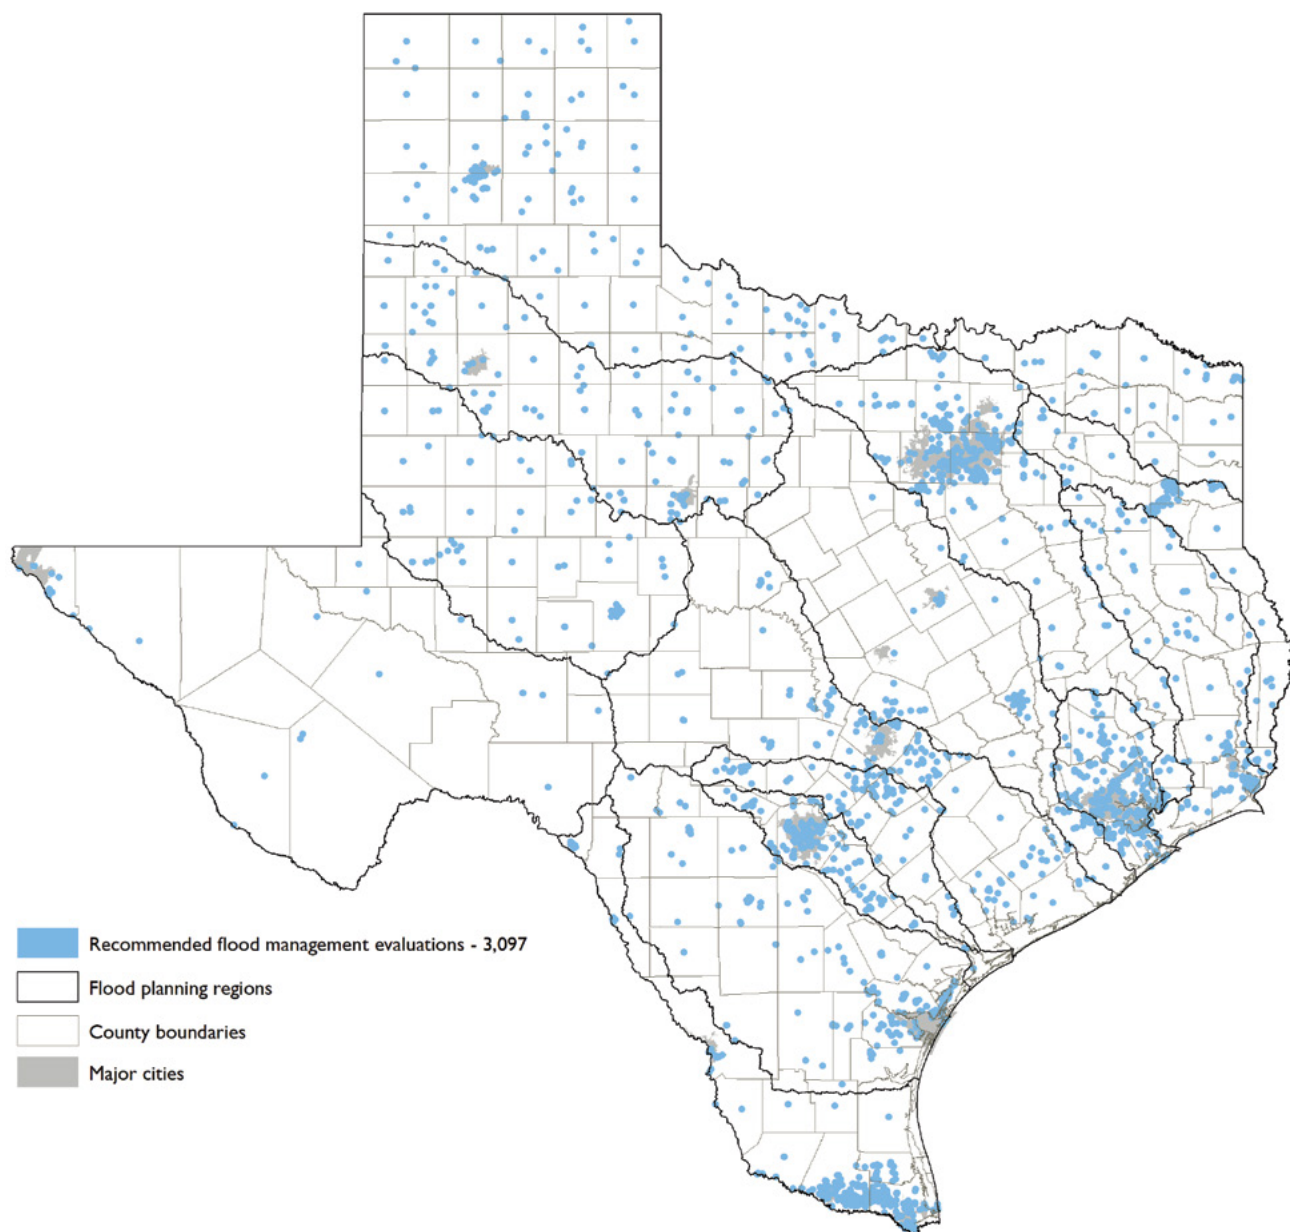 Recommended flood management evaluations - 3,097
Flood planning regions
County boundaries
Major cities